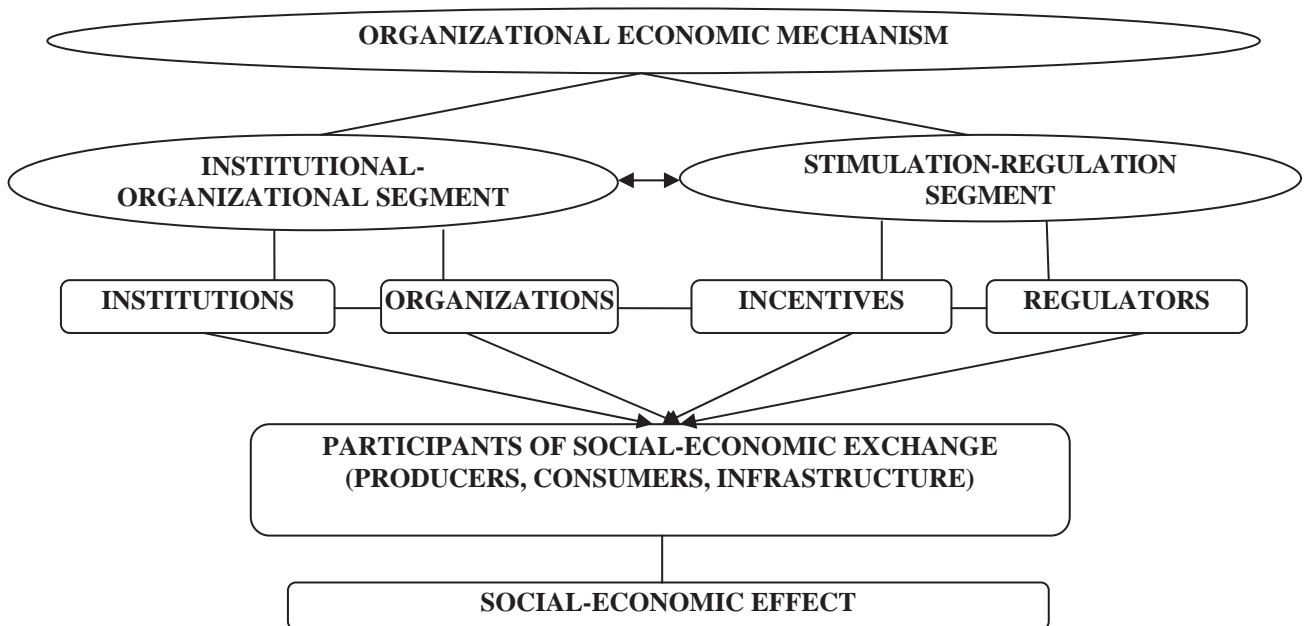 ORGANIZATIONAL ECONOMIC MECHANISM
INSTITUTIONAL-
ORGANIZATIONAL SEGMENT
STIMULATION-REGULATION
SEGMENT
INSTITUTIONS
ORGANIZATIONS
INCENTIVES
REGULATORS
PARTICIPANTS OF SOCIAL-ECONOMIC EXCHANGE
(PRODUCERS, CONSUMERS, INFRASTRUCTURE)
SOCIAL-ECONOMIC EFFECT